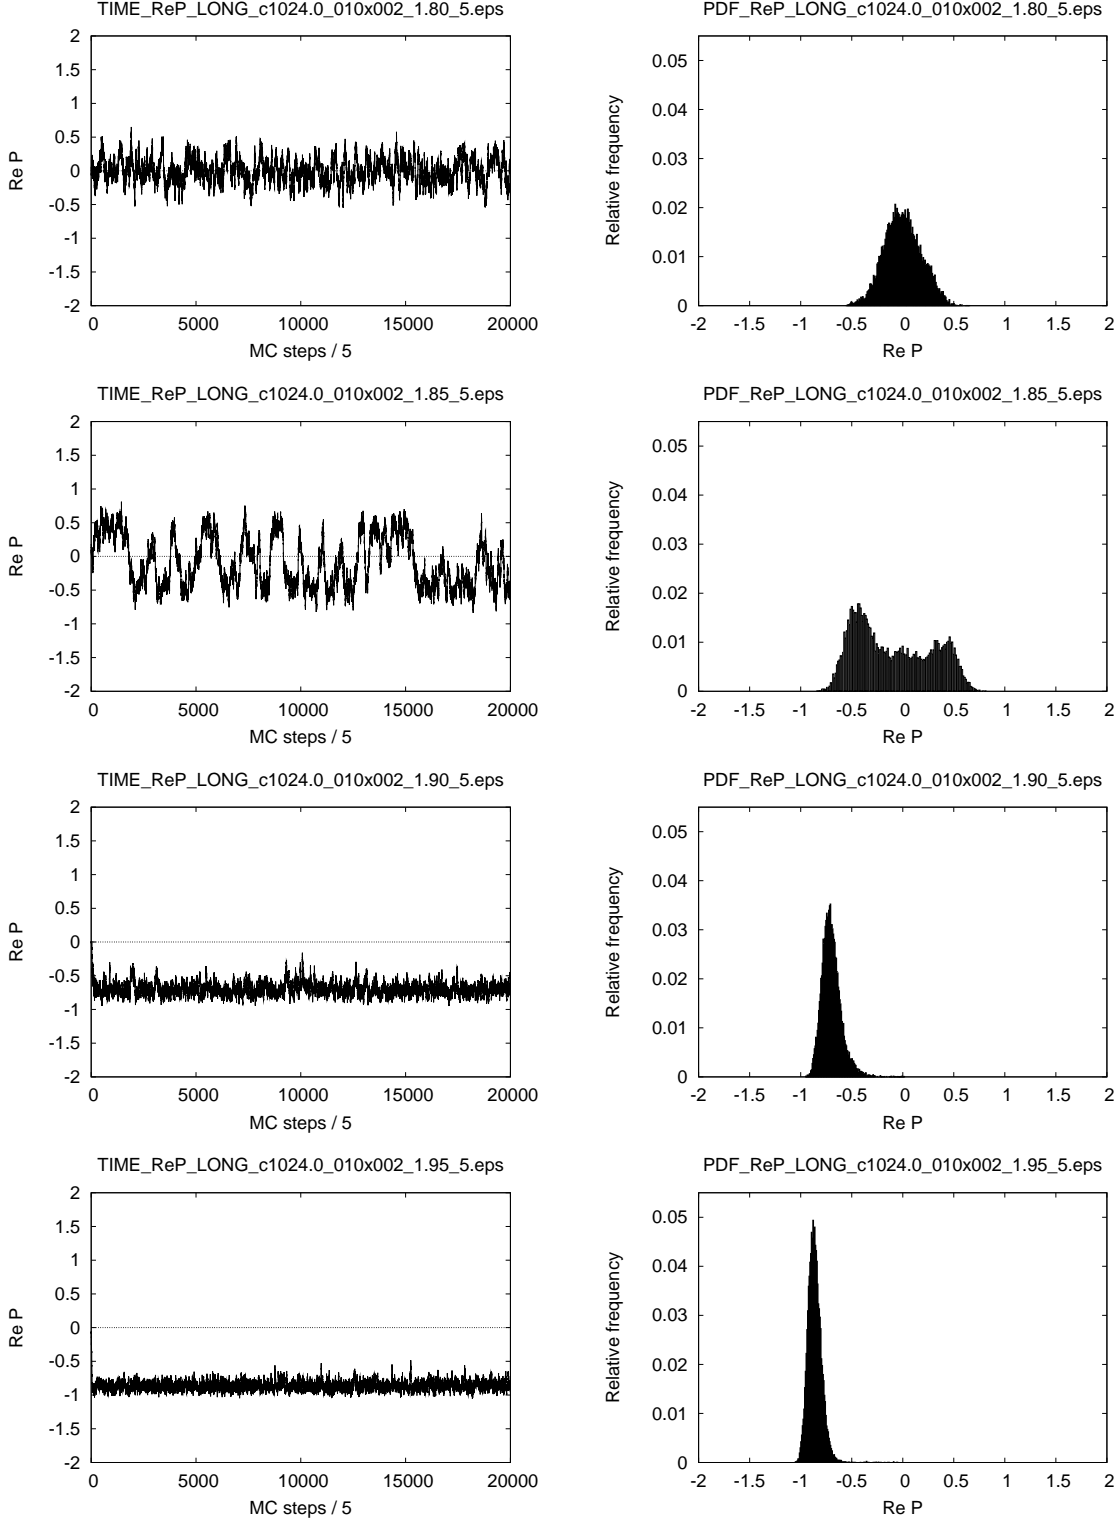 TIME_ReP_LONG_c1024.0_010x002_1.80_5.eps
2
1.5
1
0.5
0
-0.5
-1
-1.5
-2
Re P
0 5000 10000 15000 20000
MC steps / 5
PDF_ReP_LONG_c1024.0_010x002_1.80_5.eps
0.05
0.04
0.03
0.02
0.01
0
Relative frequency
-2 -1.5 -1 -0.5 0 0.5 1 1.5 2
Re P
TIME_ReP_LONG_c1024.0_010x002_1.85_5.eps
2
1.5
1
0.5
0
-0.5
-1
-1.5
-2
Re P
0 5000 10000 15000 20000
MC steps / 5
PDF_ReP_LONG_c1024.0_010x002_1.85_5.eps
0.05
0.04
0.03
0.02
0.01
0
Relative frequency
-2 -1.5 -1 -0.5 0 0.5 1 1.5 2
Re P
TIME_ReP_LONG_c1024.0_010x002_1.90_5.eps
2
1.5
1
0.5
0
-0.5
-1
-1.5
-2
Re P
0 5000 10000 15000 20000
MC steps / 5
PDF_ReP_LONG_c1024.0_010x002_1.90_5.eps
0.05
0.04
0.03
0.02
0.01
0
Relative frequency
-2 -1.5 -1 -0.5 0 0.5 1 1.5 2
Re P
TIME_ReP_LONG_c1024.0_010x002_1.95_5.eps
2
1.5
1
0.5
0
-0.5
-1
-1.5
-2
Re P
0 5000 10000 15000 20000
MC steps / 5
PDF_ReP_LONG_c1024.0_010x002_1.95_5.eps
0.05
0.04
0.03
0.02
0.01
0
Relative frequency
-2 -1.5 -1 -0.5 0 0.5 1 1.5 2
Re P